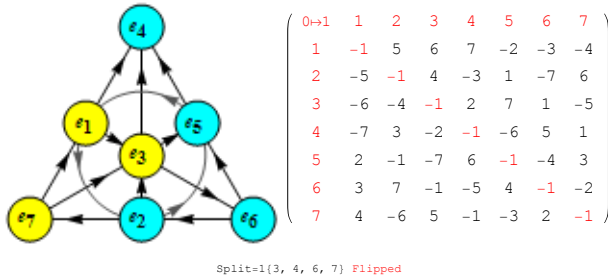 e4
e1
e5
e3
e7
e2
e6
0↦1 1 2 3 4 5 6 7
1 -1 5 6 7 -2 -3 -4
2 -5 -1 4 -3 1 -7 6
3 -6 -4 -1 2 7 1 -5
4 -7 3 -2 -1 -6 5 1
5 2 -1 -7 6 -1 -4 3
6 3 7 -1 -5 4 -1 -2
7 4 -6 5 -1 -3 2 -1
Split=1{3, 4, 6, 7} Flipped